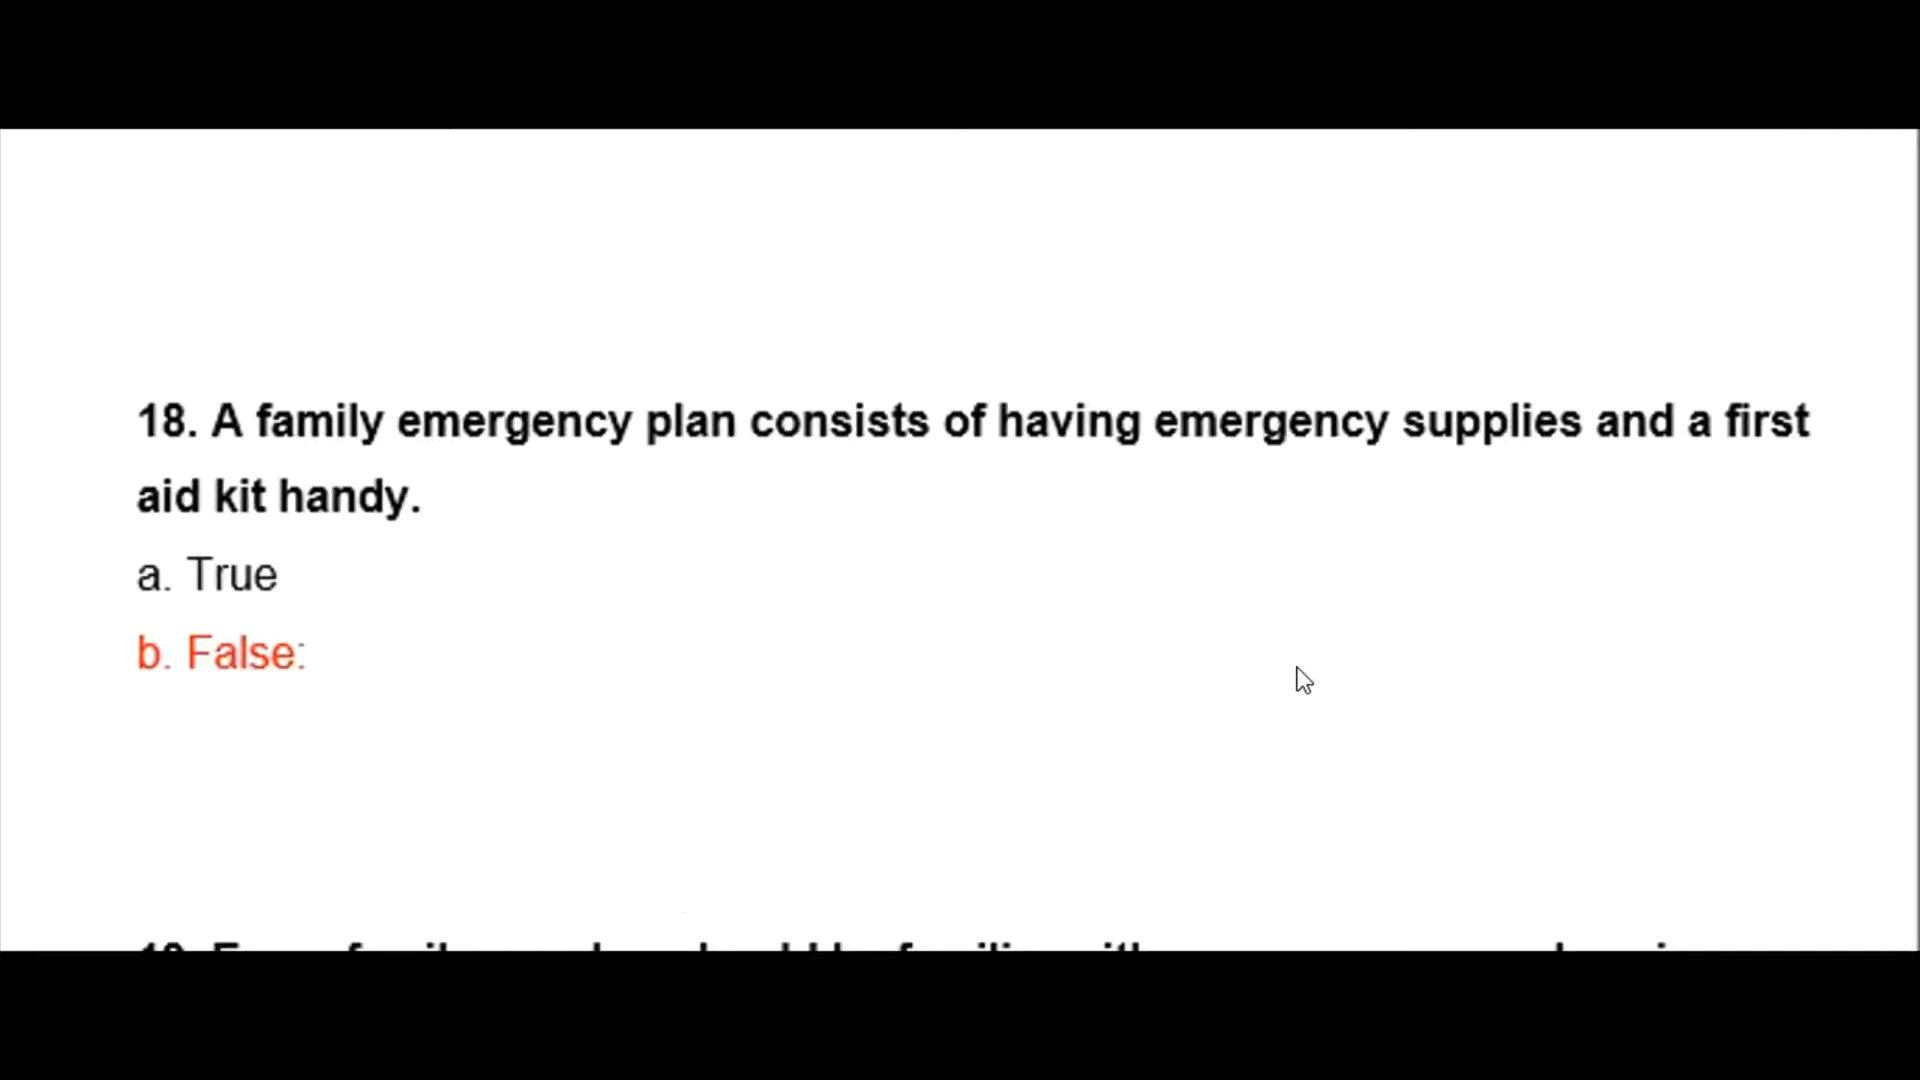 18. A family emergency plan consists of having emergency supplies and a first
aid kit handy.
a. True
b. False: